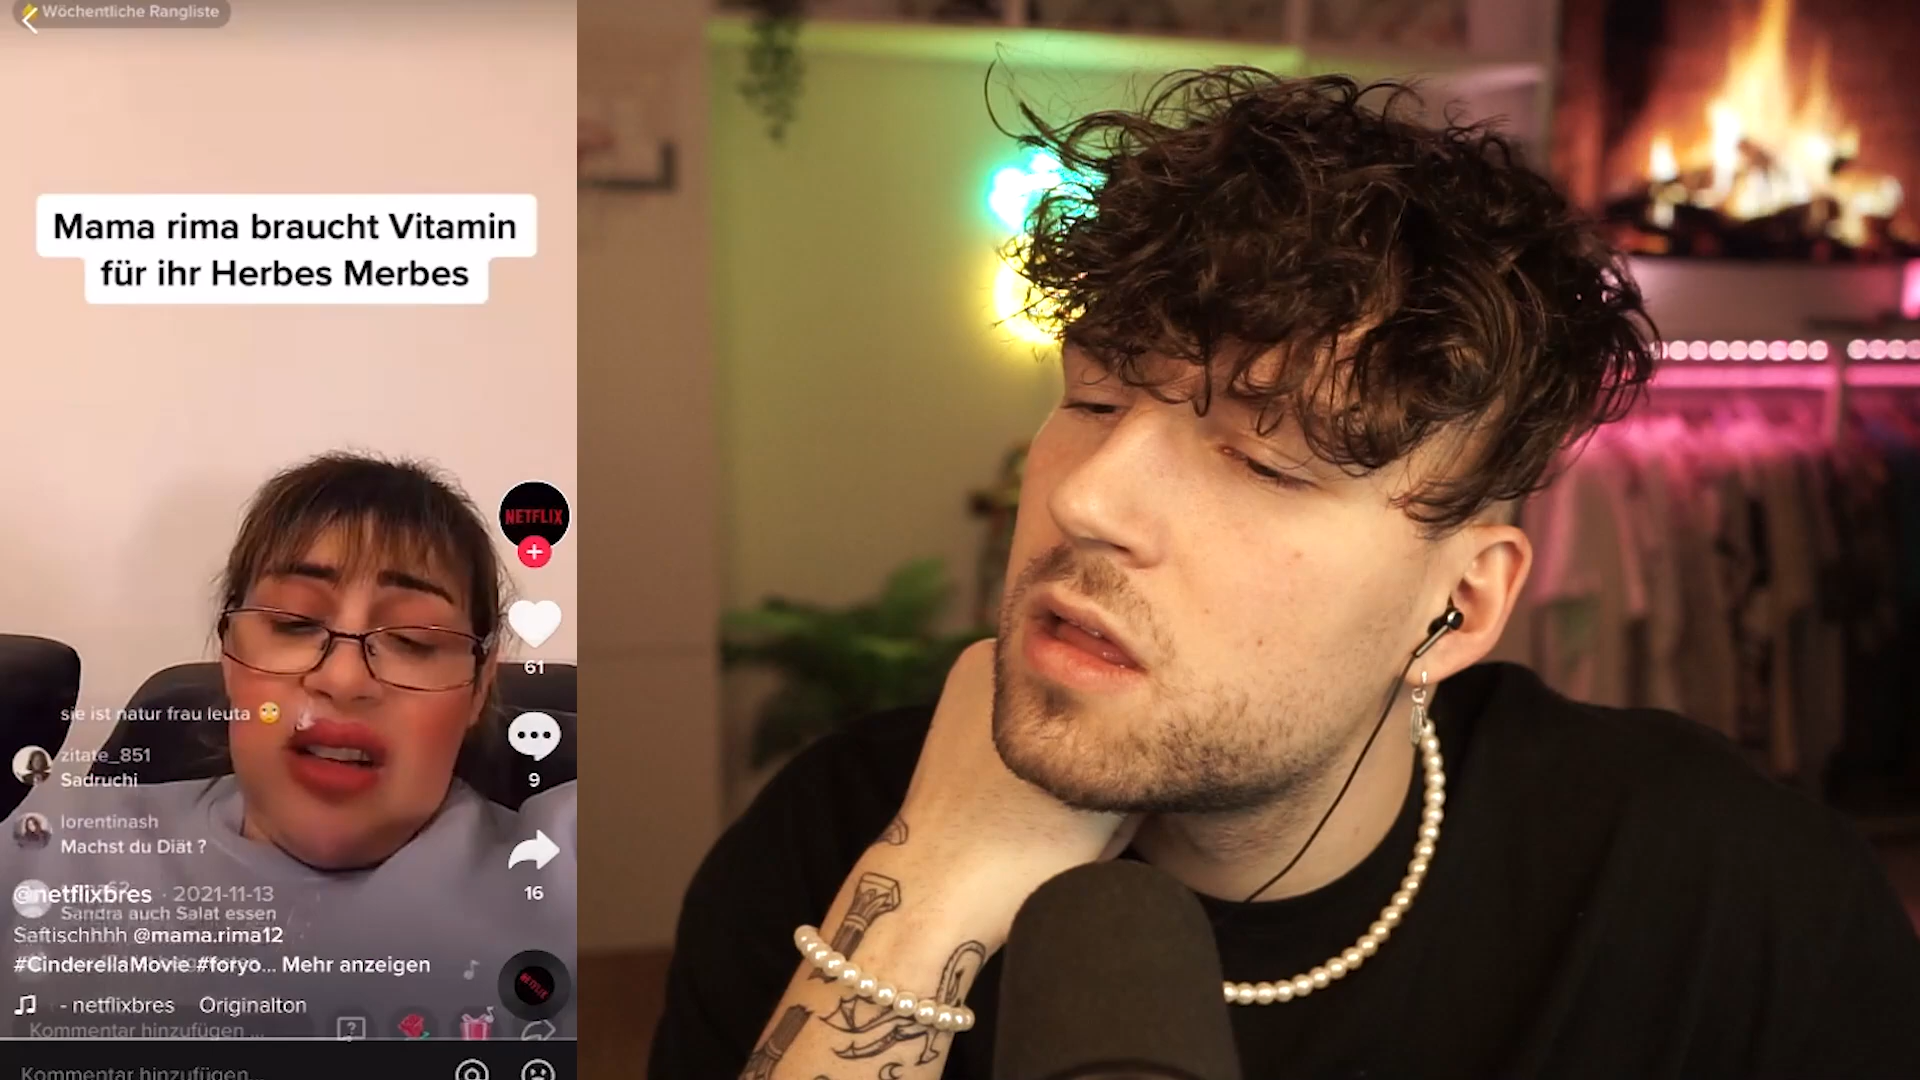 Wöchentliche Rangliste
Mama rima braucht Vitamin
für ihr Herbes Merbes
NETFLIX
61
sie ist natur frau leuta 🙄
zitate_851
Sadruchi
9
lorentinash
Machst du Diät ?
@netflixbres · 2021-11-13
16
Sandra auch Salat essen
Saftischhhh @mama.rima12
#CinderellaMovie #foryo... Mehr anzeigen
NETFLIX
- netflixbres Originalton
Kommentar hinzufügen ...
Kommentar hinzufügen...